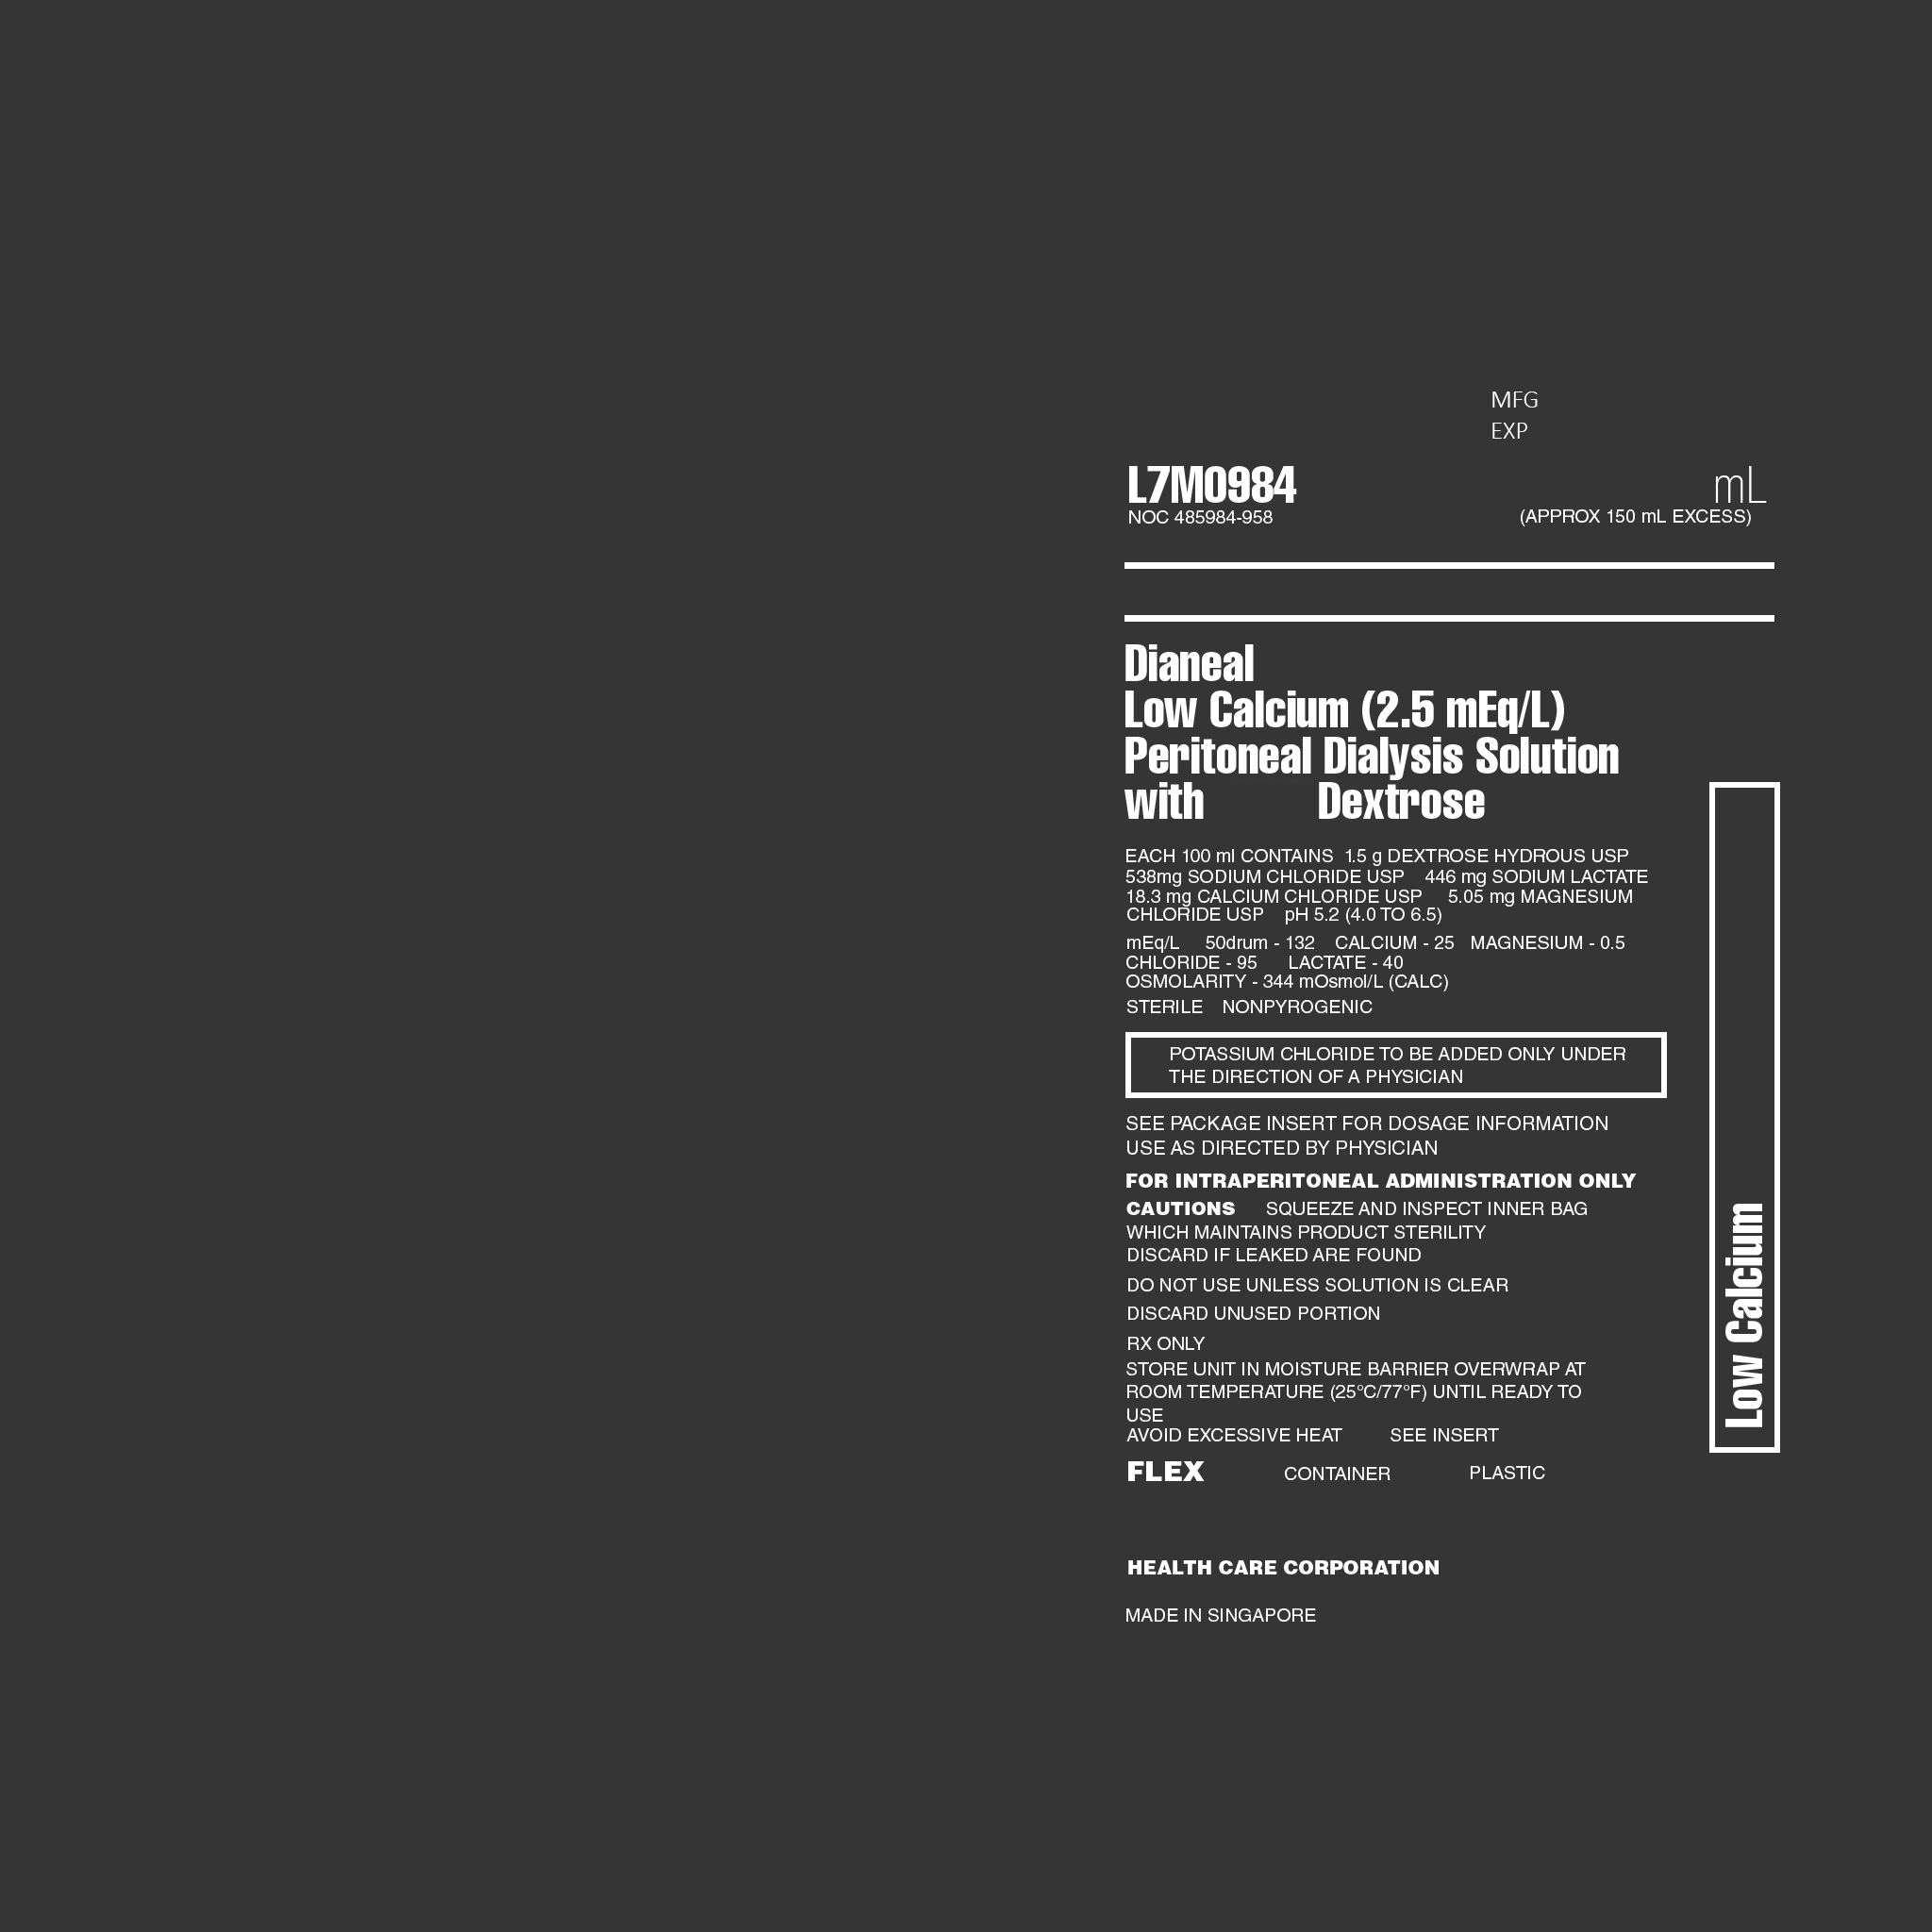 MFG
EXP
L7M0984
mL
NOC 485984-958
(APPROX 150 mL EXCESS)
Dianeal
Low Calcium (2.5 mEq/L)
Peritoneal Dialysis Solution
with Dextrose
EACH 100 ml CONTAINS 1.5 g DEXTROSE HYDROUS USP
538mg SODIUM CHLORIDE USP 446 mg SODIUM LACTATE
18.3 mg CALCIUM CHLORIDE USP 5.05 mg MAGNESIUM
CHLORIDE USP pH 5.2 (4.0 TO 6.5)
mEq/L 50drum - 132 CALCIUM - 25 MAGNESIUM - 0.5
CHLORIDE - 95 LACTATE - 40
OSMOLARITY - 344 mOsmol/L (CALC)
STERILE NONPYROGENIC
POTASSIUM CHLORIDE TO BE ADDED ONLY UNDER
THE DIRECTION OF A PHYSICIAN
SEE PACKAGE INSERT FOR DOSAGE INFORMATION
USE AS DIRECTED BY PHYSICIAN
FOR INTRAPERITONEAL ADMINISTRATION ONLY
CAUTIONS SQUEEZE AND INSPECT INNER BAG
WHICH MAINTAINS PRODUCT STERILITY
DISCARD IF LEAKED ARE FOUND
DO NOT USE UNLESS SOLUTION IS CLEAR
DISCARD UNUSED PORTION
RX ONLY
STORE UNIT IN MOISTURE BARRIER OVERWRAP AT
ROOM TEMPERATURE (25°C/77°F) UNTIL READY TO
USE
AVOID EXCESSIVE HEAT SEE INSERT
FLEX CONTAINER PLASTIC
HEALTH CARE CORPORATION
MADE IN SINGAPORE
Low Calcium